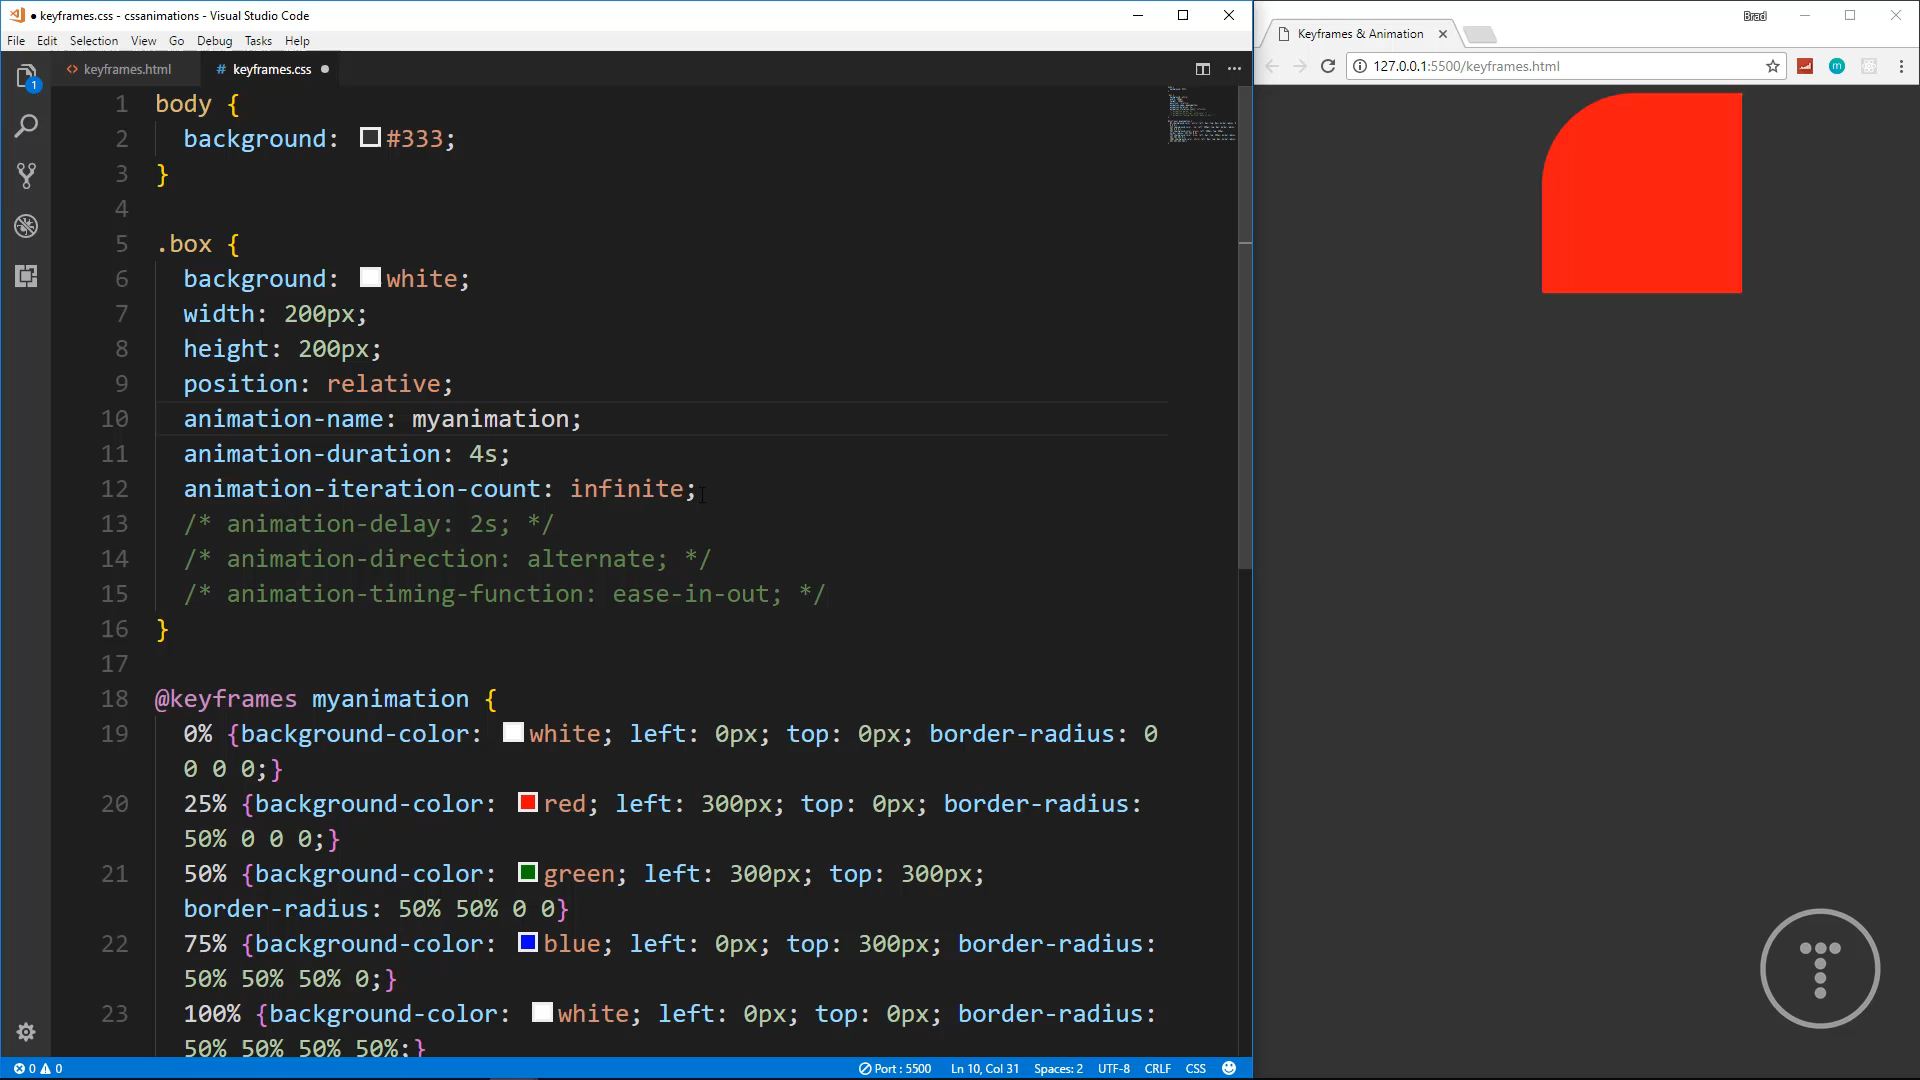 keyframes.css - cssanimations - Visual Studio Code
File Edit Selection View Go Debug Tasks Help
1
<> keyframes.html # keyframes.css
1 body {
2 background: #333;
3 }
4
5 .box {
6 background: white;
7 width: 200px;
8 height: 200px;
9 position: relative;
10 animation-name: myanimation;
11 animation-duration: 4s;
12 animation-iteration-count: infinite;
13 /* animation-delay: 2s; */
14 /* animation-direction: alternate; */
15 /* animation-timing-function: ease-in-out; */
16 }
17
18 @keyframes myanimation {
19 0% {background-color: white; left: 0px; top: 0px; border-radius: 0
0 0 0;}
20 25% {background-color: red; left: 300px; top: 0px; border-radius:
50% 0 0 0;}
21 50% {background-color: green; left: 300px; top: 300px;
border-radius: 50% 50% 0 0}
22 75% {background-color: blue; left: 0px; top: 300px; border-radius:
50% 50% 50% 0;}
23 100% {background-color: white; left: 0px; top: 0px; border-radius:
50% 50% 50% 50%;}
0 0 Port : 5500 Ln 10, Col 31 Spaces: 2 UTF-8 CRLF CSS
Brad
Keyframes & Animation
127.0.0.1:5500/keyframes.html
m
T